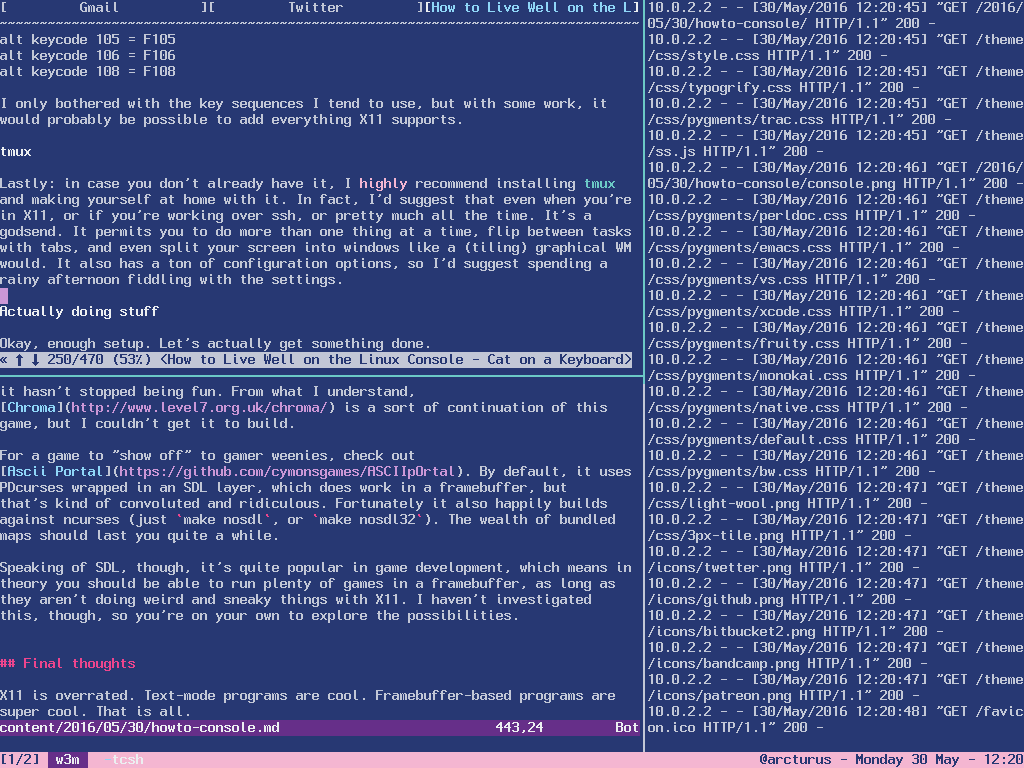 [         Gmail          ][         Twitter         ][How to Live Well on the L]
~~~~~~~~~~~~~~~~~~~~~~~~~~~~~~~~~~~~~~~~~~~~~~~~~~~~~~~~~~~~~~~~~~~~~~~~~~~~~~~~
alt keycode 105 = F105
alt keycode 106 = F106
alt keycode 108 = F108
I only bothered with the key sequences I tend to use, but with some work, it
would probably be possible to add everything X11 supports.
tmux
Lastly: in case you don't already have it, I highly recommend installing tmux
and making yourself at home with it. In fact, I'd suggest that even when you're
in X11, or if you're working over ssh, or pretty much all the time. It's a
godsend. It permits you to do more than one thing at a time, flip between tasks
with tabs, and even split your screen into windows like a (tiling) graphical WM
would. It also has a ton of configuration options, so I'd suggest spending a
rainy afternoon fiddling with the settings.
Actually doing stuff
Okay, enough setup. Let's actually get something done.
« ↑ ↓ 250/470 (53%) <How to Live Well on the Linux Console - Cat on a Keyboard>
it hasn't stopped being fun. From what I understand,
[Chroma](http://www.level7.org.uk/chroma/) is a sort of continuation of this
game, but I couldn't get it to build.
For a game to "show off" to gamer weenies, check out
[Ascii Portal](https://github.com/cymonsgames/ASCIIpOrtal). By default, it uses
PDcurses wrapped in an SDL layer, which does work in a framebuffer, but
that's kind of convoluted and ridiculous. Fortunately it also happily builds
against ncurses (just `make nosdl`, or `make nosdl32`). The wealth of bundled
maps should last you quite a while.
Speaking of SDL, though, it's quite popular in game development, which means in
theory you should be able to run plenty of games in a framebuffer, as long as
they aren't doing weird and sneaky things with X11. I haven't investigated
this, though, so you're on your own to explore the possibilities.
## Final thoughts
X11 is overrated. Text-mode programs are cool. Framebuffer-based programs are
super cool. That is all.
content/2016/05/30/howto-console.md                           443,24         Bot
10.0.2.2 - - [30/May/2016 12:20:45] "GET /2016/
05/30/howto-console/ HTTP/1.1" 200 -
10.0.2.2 - - [30/May/2016 12:20:45] "GET /theme
/css/style.css HTTP/1.1" 200 -
10.0.2.2 - - [30/May/2016 12:20:45] "GET /theme
/css/typogrify.css HTTP/1.1" 200 -
10.0.2.2 - - [30/May/2016 12:20:45] "GET /theme
/css/pygments/trac.css HTTP/1.1" 200 -
10.0.2.2 - - [30/May/2016 12:20:45] "GET /theme
/ss.js HTTP/1.1" 200 -
10.0.2.2 - - [30/May/2016 12:20:46] "GET /2016/
05/30/howto-console/console.png HTTP/1.1" 200 -
10.0.2.2 - - [30/May/2016 12:20:46] "GET /theme
/css/pygments/perldoc.css HTTP/1.1" 200 -
10.0.2.2 - - [30/May/2016 12:20:46] "GET /theme
/css/pygments/emacs.css HTTP/1.1" 200 -
10.0.2.2 - - [30/May/2016 12:20:46] "GET /theme
/css/pygments/vs.css HTTP/1.1" 200 -
10.0.2.2 - - [30/May/2016 12:20:46] "GET /theme
/css/pygments/xcode.css HTTP/1.1" 200 -
10.0.2.2 - - [30/May/2016 12:20:46] "GET /theme
/css/pygments/fruity.css HTTP/1.1" 200 -
10.0.2.2 - - [30/May/2016 12:20:46] "GET /theme
/css/pygments/monokai.css HTTP/1.1" 200 -
10.0.2.2 - - [30/May/2016 12:20:46] "GET /theme
/css/pygments/native.css HTTP/1.1" 200 -
10.0.2.2 - - [30/May/2016 12:20:46] "GET /theme
/css/pygments/default.css HTTP/1.1" 200 -
10.0.2.2 - - [30/May/2016 12:20:46] "GET /theme
/css/pygments/bw.css HTTP/1.1" 200 -
10.0.2.2 - - [30/May/2016 12:20:47] "GET /theme
/css/light-wool.png HTTP/1.1" 200 -
10.0.2.2 - - [30/May/2016 12:20:47] "GET /theme
/css/3px-tile.png HTTP/1.1" 200 -
10.0.2.2 - - [30/May/2016 12:20:47] "GET /theme
/icons/twetter.png HTTP/1.1" 200 -
10.0.2.2 - - [30/May/2016 12:20:47] "GET /theme
/icons/github.png HTTP/1.1" 200 -
10.0.2.2 - - [30/May/2016 12:20:47] "GET /theme
/icons/bitbucket2.png HTTP/1.1" 200 -
10.0.2.2 - - [30/May/2016 12:20:47] "GET /theme
/icons/bandcamp.png HTTP/1.1" 200 -
10.0.2.2 - - [30/May/2016 12:20:47] "GET /theme
/icons/patreon.png HTTP/1.1" 200 -
10.0.2.2 - - [30/May/2016 12:20:48] "GET /favic
on.ico HTTP/1.1" 200 -
[1/2]  w3m   tcsh   @arcturus - Monday 30 May - 12:20